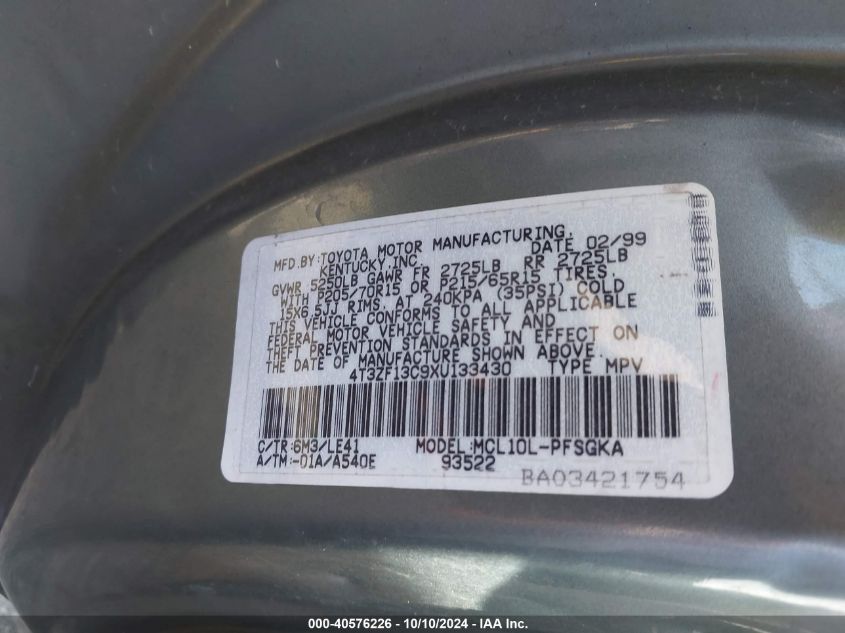 MFD.BY:TOYOTA MOTOR MANUFACTURING,
KENTUCKY INC. DATE 02/99
GVWR 5250LB GAWR FR 2725LB RR 2725LB
WITH P205/70R15 OR P215/65R15 TIRES.
15X6.5JJ RIMS, AT 240KPA (35PSI) COLD
THIS VEHICLE CONFORMS TO ALL APPLICABLE
FEDERAL MOTOR VEHICLE SAFETY AND
THEFT PREVENTION STANDARDS IN EFFECT ON
THE DATE OF MANUFACTURE SHOWN ABOVE.
4T3ZF13C9XU133430 TYPE MPV
C/TR:6M3/LE41 MODEL:MCL10L-PFSGKA
A/TM:-01A/A540E 93522
BA03421754
000-40576226 - 10/10/2024 - IAA Inc.